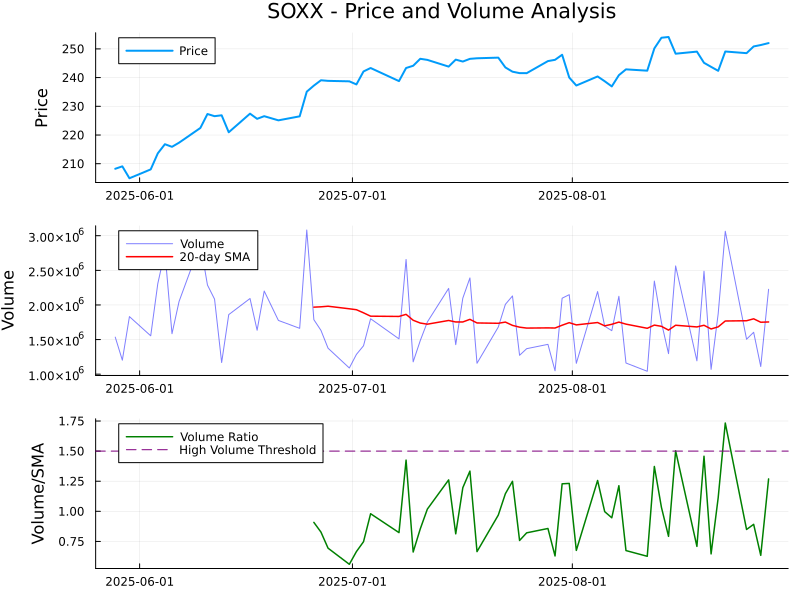 SOXX - Price and Volume Analysis
Price
250
240
230
220
210
Price
2025-06-01
2025-07-01
2025-08-01
Volume
3.00×10⁶
2.50×10⁶
2.00×10⁶
1.50×10⁶
1.00×10⁶
Volume
20-day SMA
2025-06-01
2025-07-01
2025-08-01
Volume/SMA
1.75
1.50
1.25
1.00
0.75
Volume Ratio
High Volume Threshold
2025-06-01
2025-07-01
2025-08-01